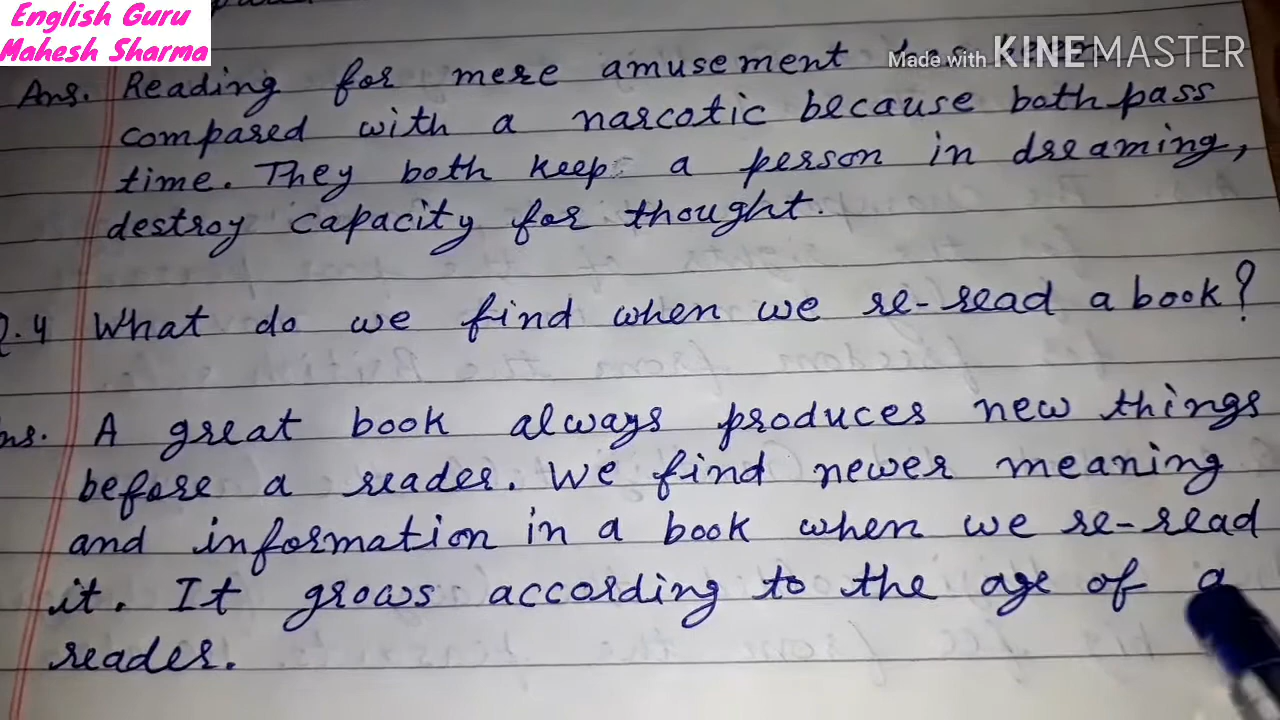 English Guru
Mahesh Sharma
Made with KINEMASTER
Ans. Reading for mere amusement has been
compared with a narcotic because both pass
time. They both keep a person in dreaming,
destroy capacity for thought.
Q.4 What do we find when we re-read a book?
Ans. A great book always produces new things
before a reader. We find newer meaning
and information in a book when we re-read
it. It grows according to the age of a
reader.